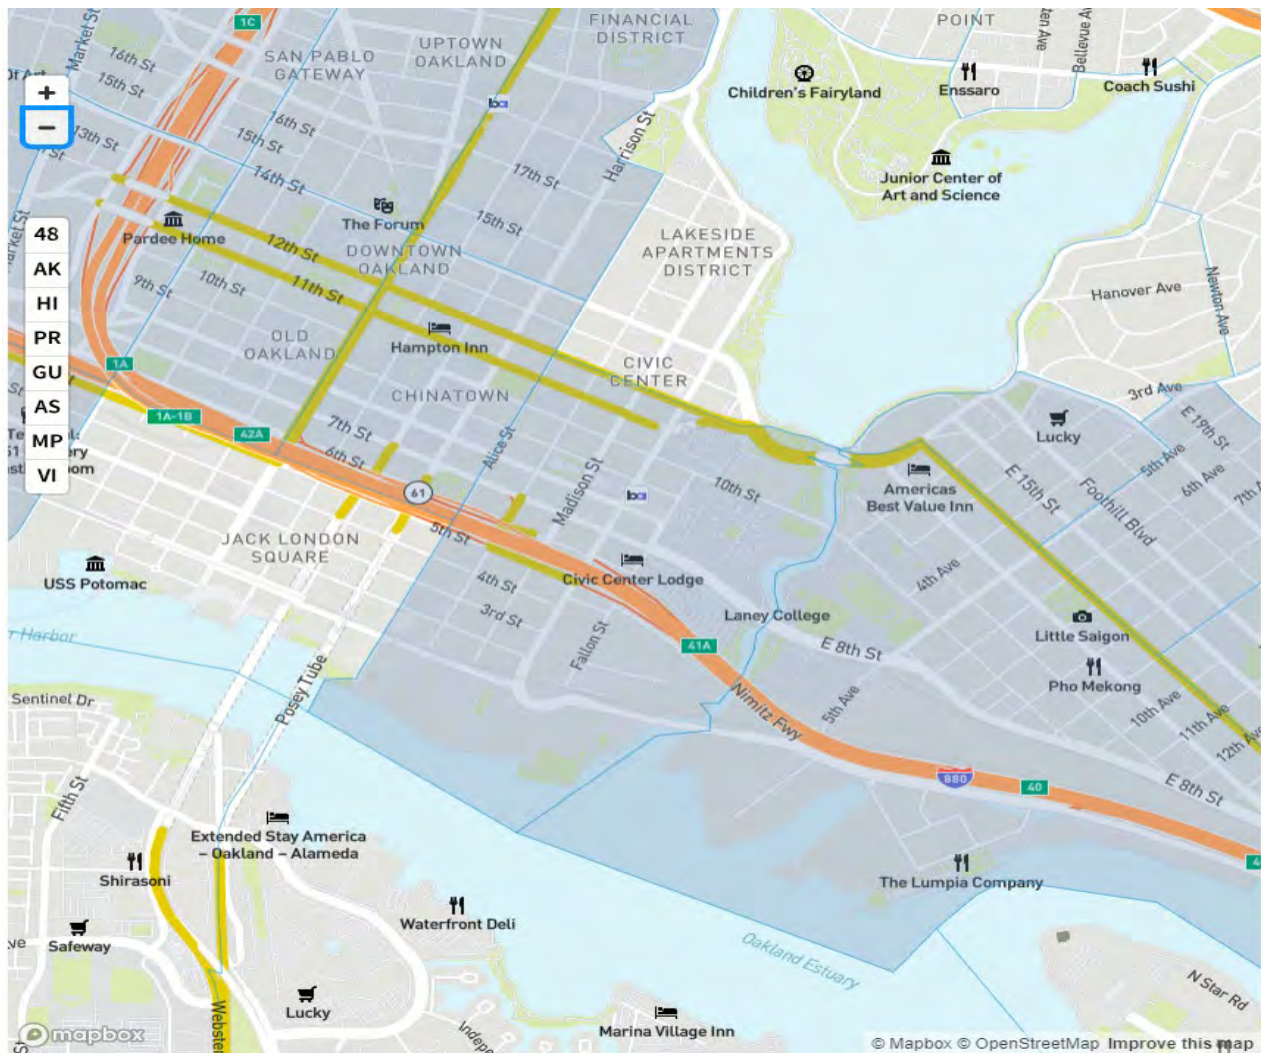 1C
Market St
16th St
15th St
SAN PABLO
GATEWAY
UPTOWN
OAKLAND
FINANCIAL
DISTRICT
POINT
Bellevue Av
Children's Fairyland
Enssaro
Coach Sushi
+
−
13th St
16th St
15th St
14th St
17th St
15th St
Harrison St
Junior Center of
Art and Science
The Forum
Pardee Home
12th St
11th St
10th St
9th St
DOWNTOWN
OAKLAND
LAKESIDE
APARTMENTS
DISTRICT
Hanover Ave
Newton Ave
48
AK
HI
PR
GU
AS
MP
VI
OLD
OAKLAND
Hampton Inn
CIVIC
CENTER
CHINATOWN
1A
1A-1B
42A
3rd Ave
E 19th St
Lucky
5th Ave
6th Ave
7th St
6th St
Alice St
Madison St
10th St
Americas
Best Value Inn
E 15th St
Foothill Blvd
61
5th St
JACK LONDON
SQUARE
USS Potomac
4th St
3rd St
Civic Center Lodge
Fallon St
Laney College
4th Ave
Little Saigon
E 8th St
41A
Pho Mekong
5th Ave
10th Ave
11th Ave
12th Av
E 8th St
Nimitz Fwy
880
40
r Harbor
Sentinel Dr
Posey Tube
Fifth St
Extended Stay America
– Oakland – Alameda
Shirasoni
The Lumpia Company
Waterfront Deli
Safeway
Oakland Estuary
N Star Rd
Lucky
Webster
Marina Village Inn
Indepe
mapbox
© Mapbox © OpenStreetMap Improve this map